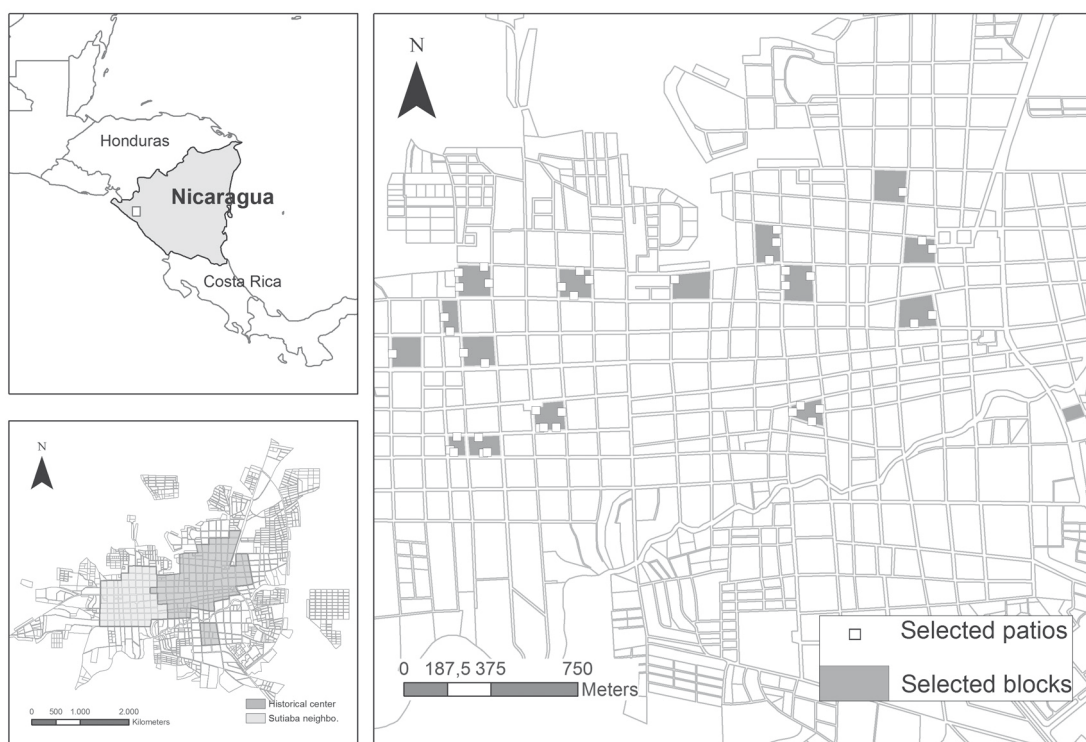 Honduras
Nicaragua
Costa Rica
N
0 500 1.000 2.000
Kilometers
Historical center
Sutiaba neighbo.
N
0 187,5 375 750
Meters
Selected patios
Selected blocks